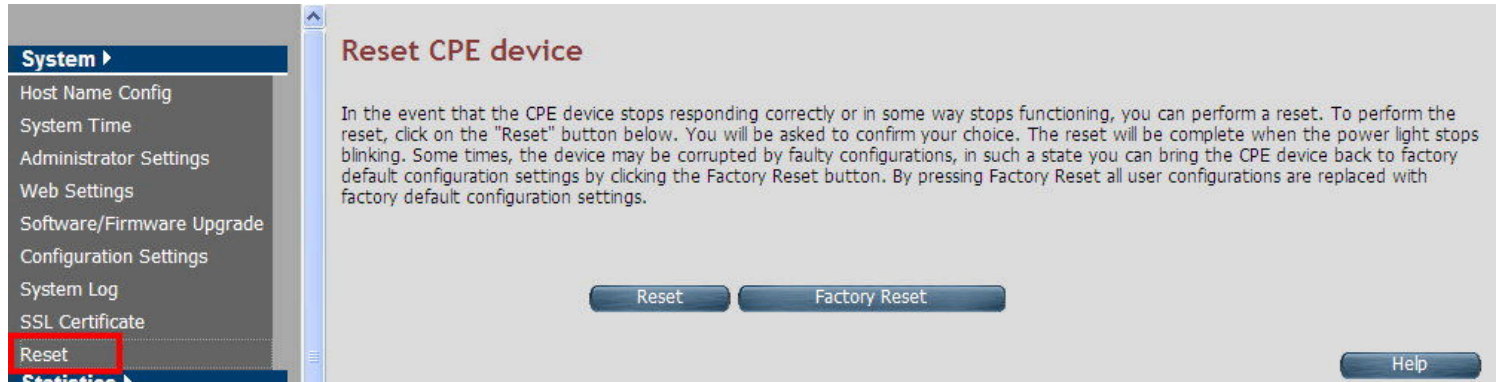 System
Host Name Config
System Time
Administrator Settings
Web Settings
Software/Firmware Upgrade
Configuration Settings
System Log
SSL Certificate
Reset
Statistics
Reset CPE device
In the event that the CPE device stops responding correctly or in some way stops functioning, you can perform a reset. To perform the
reset, click on the "Reset" button below. You will be asked to confirm your choice. The reset will be complete when the power light stops
blinking. Some times, the device may be corrupted by faulty configurations, in such a state you can bring the CPE device back to factory
default configuration settings by clicking the Factory Reset button. By pressing Factory Reset all user configurations are replaced with
factory default configuration settings.
Reset
Factory Reset
Help